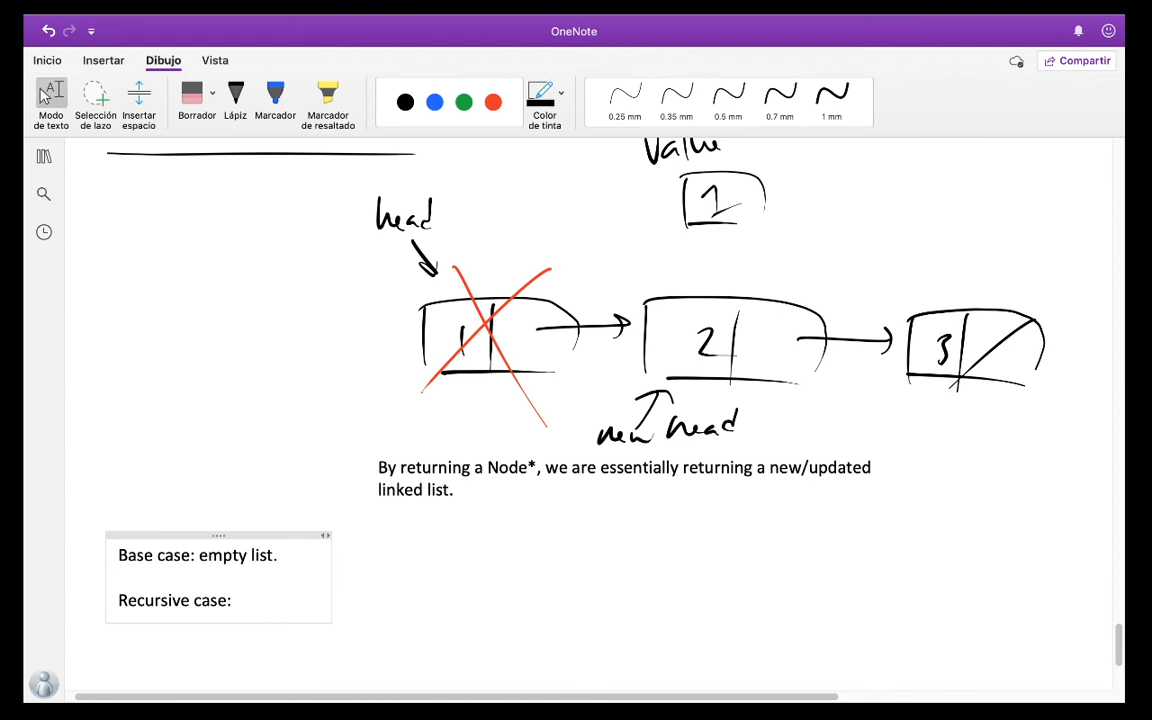 OneNote
Inicio Insertar Dibujo Vista Compartir
Modo de texto
Selección de lazo
Insertar espacio
Borrador
Lápiz
Marcador
Marcador de resaltado
Color de tinta
0.25 mm 0.35 mm 0.5 mm 0.7 mm 1 mm
Value
1
head
1 2 3
new head
By returning a Node*, we are essentially returning a new/updated
linked list.
Base case: empty list.
Recursive case: